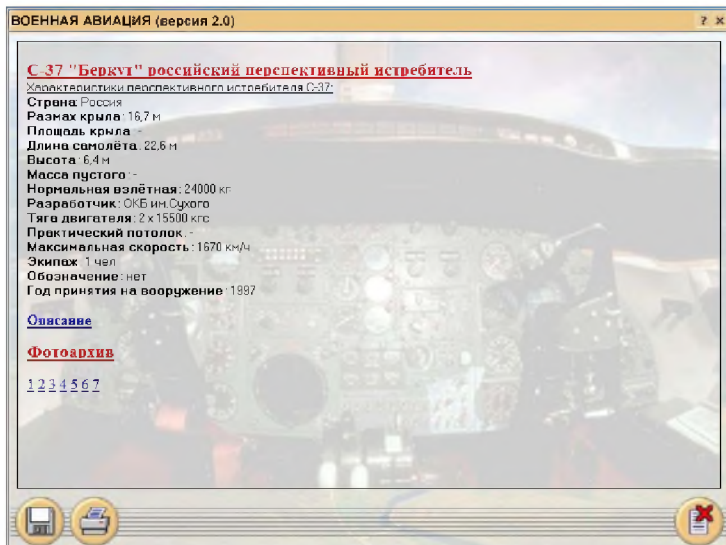 ВОЕННАЯ АВИАЦИЯ (версия 2.0)
? ×
С-37 "Беркут" российский перспективный истребитель
Характеристики перспективного истребителя С-37:
Страна: Россия
Размах крыла: 16,7 м
Площадь крыла: -
Длина самолёта: 22,6 м
Высота: 6,4 м
Масса пустого: -
Нормальная взлётная: 24000 кг
Разработчик: ОКБ им.Сухого
Тяга двигателя: 2 x 15500 кгс
Практический потолок: -
Максимальная скорость: 1670 км/ч
Экипаж: 1 чел
Обозначение: нет
Год принятия на вооружение: 1997
Описание
Фотоархив
1 2 3 4 5 6 7